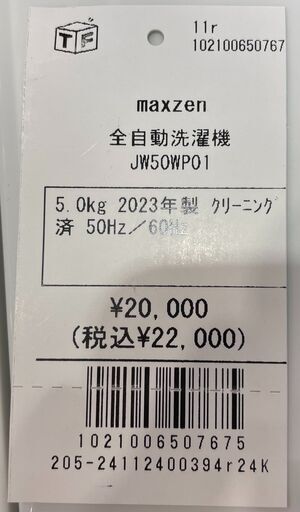 TF
11r
102100650767
maxzen
全自動洗濯機
JW50WP01
5.0kg 2023年製 クリーニング
済 50Hz／60Hz
¥20,000
(税込¥22,000)
1021006507675
205-24112400394r24K